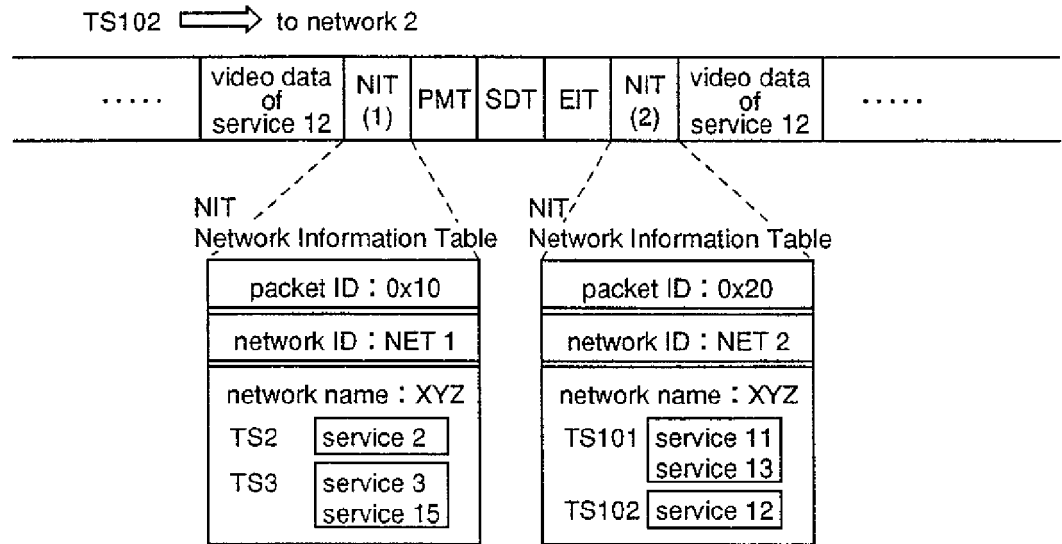 TS102 ⇒ to network 2
..... video data of service 12 NIT (1) PMT SDT EIT NIT (2) video data of service 12 .....
NIT
Network Information Table
packet ID : 0x10
network ID : NET 1
network name : XYZ
TS2 service 2
TS3 service 3
service 15
NIT
Network Information Table
packet ID : 0x20
network ID : NET 2
network name : XYZ
TS101 service 11
service 13
TS102 service 12